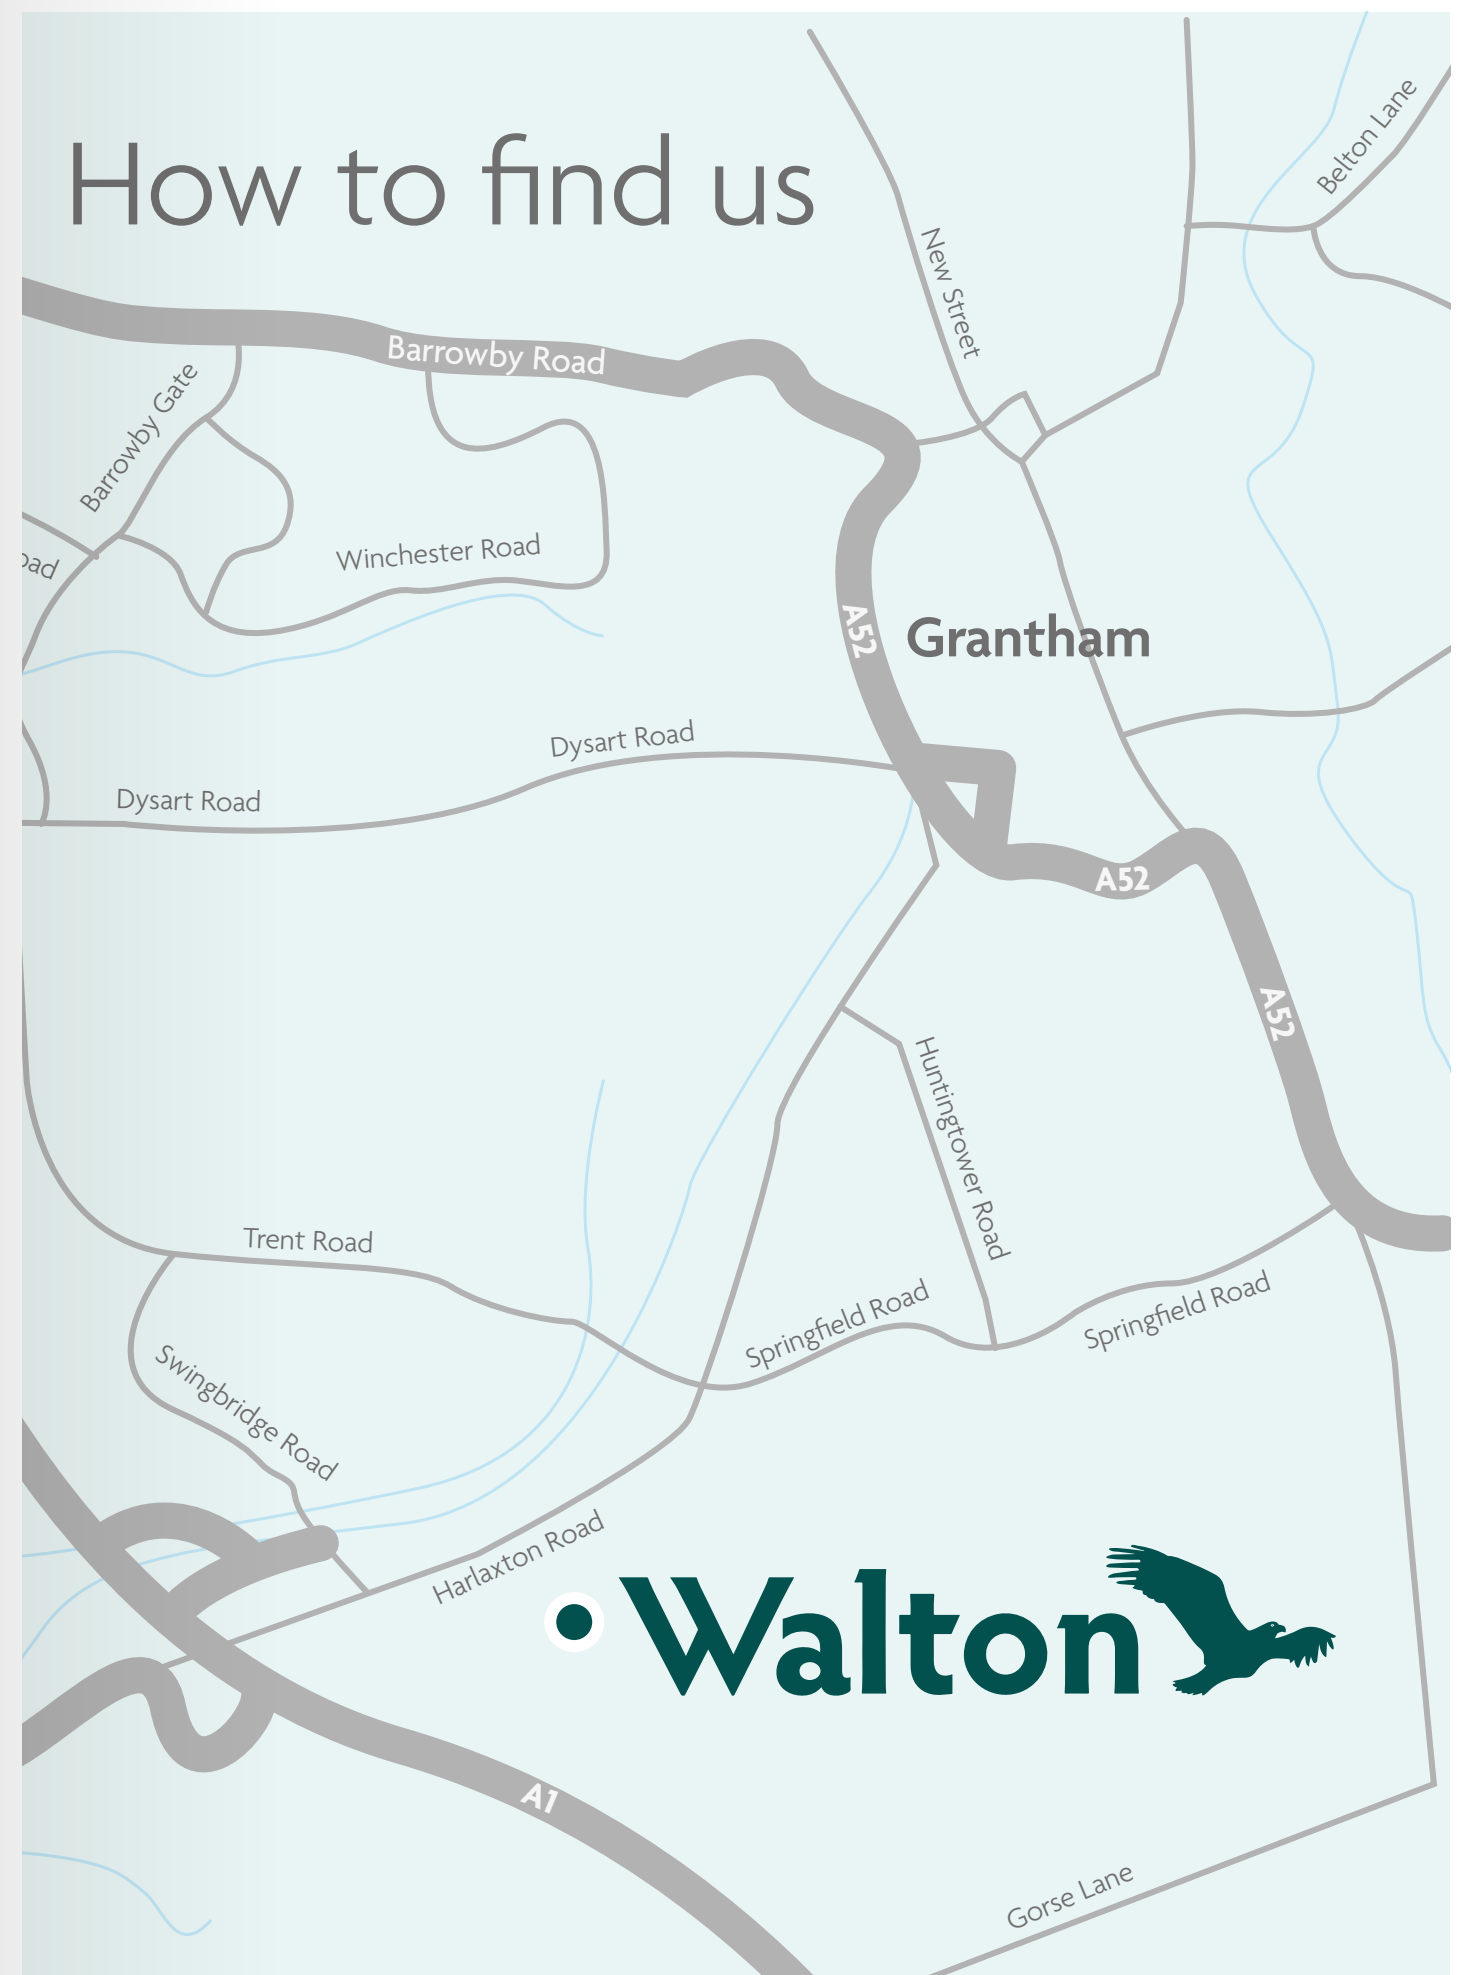 How to find us
Belton Lane
New Street
Barrowby Road
Barrowby Gate
Winchester Road
oad
A52
Grantham
Dysart Road
Dysart Road
A52
A52
Huntingtower Road
Trent Road
Springfield Road
Springfield Road
Swingbridge Road
Harlaxton Road
Walton
A1
Gorse Lane